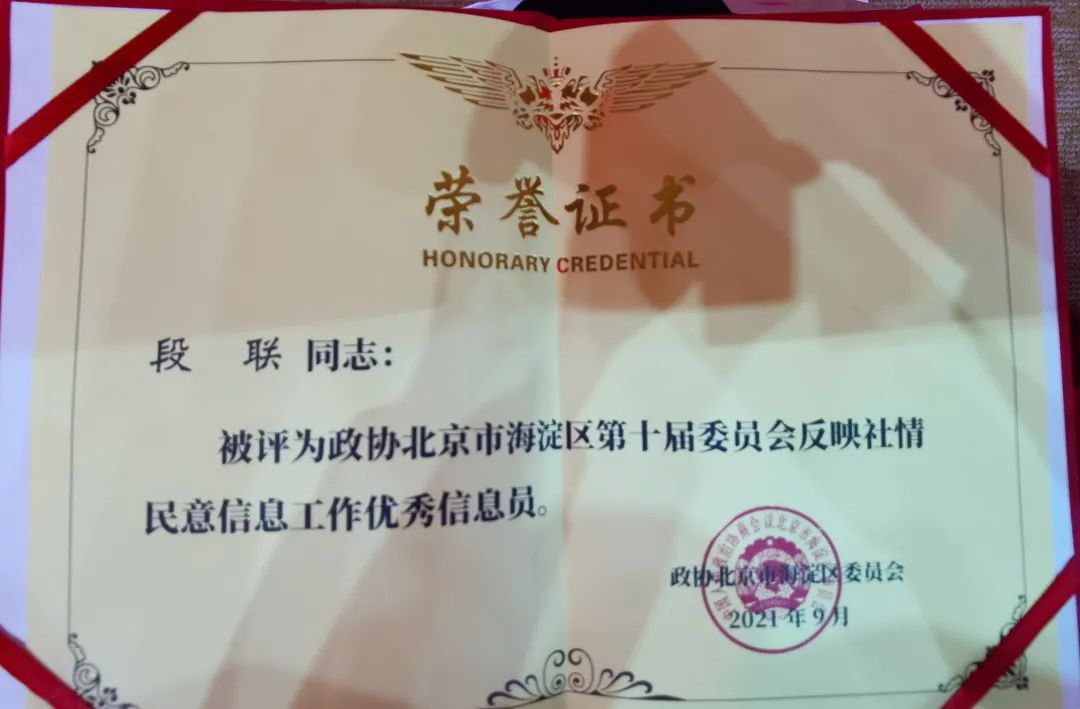 荣誉证书
HONORARY CREDENTIAL
段 联 同志：
被评为政协北京市海淀区第十届委员会反映社情
民意信息工作优秀信息员。
政协北京市海淀区委员会
2021年9月